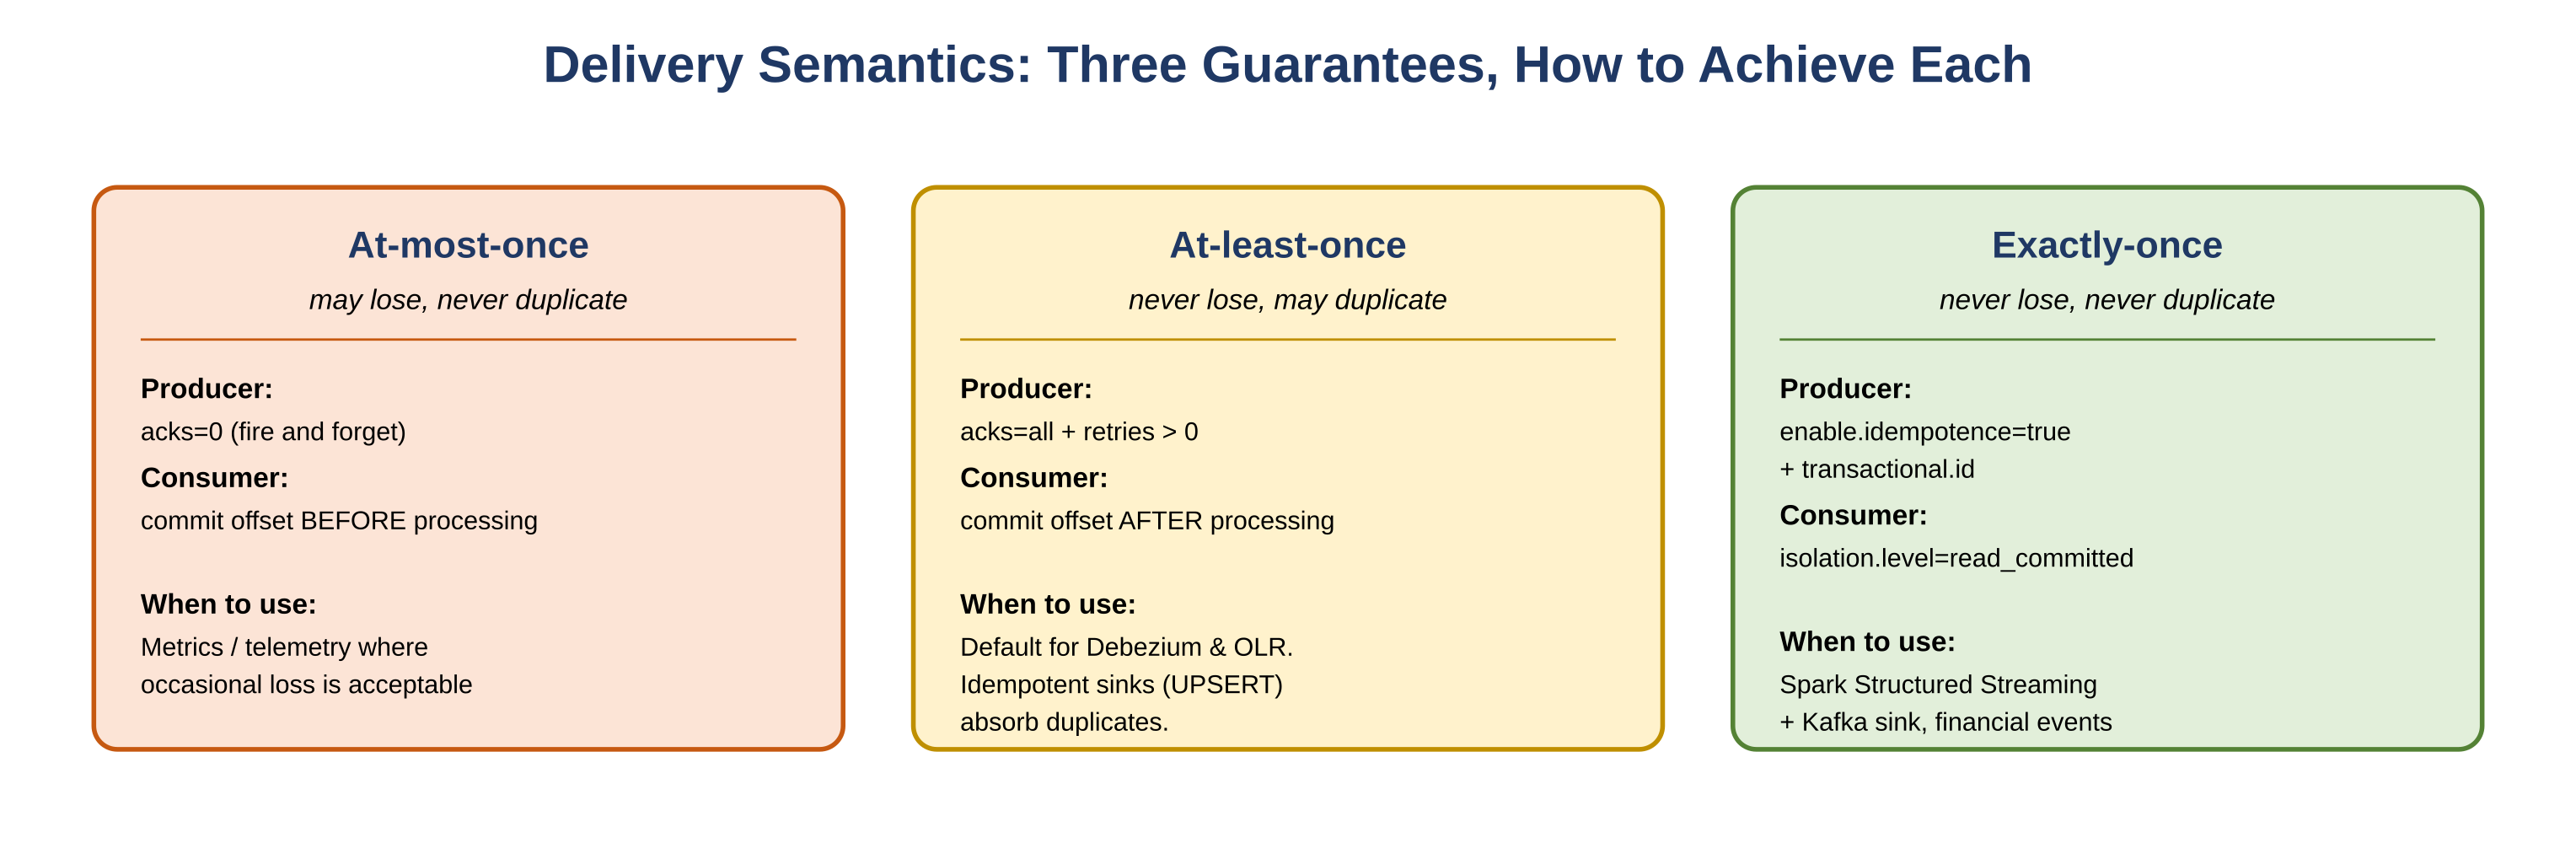 Delivery Semantics: Three Guarantees, How to Achieve Each
At-most-once
may lose, never duplicate
Producer:
acks=0 (fire and forget)
Consumer:
commit offset BEFORE processing
When to use:
Metrics / telemetry where
occasional loss is acceptable
At-least-once
never lose, may duplicate
Producer:
acks=all + retries > 0
Consumer:
commit offset AFTER processing
When to use:
Default for Debezium & OLR.
Idempotent sinks (UPSERT)
absorb duplicates.
Exactly-once
never lose, never duplicate
Producer:
enable.idempotence=true
+ transactional.id
Consumer:
isolation.level=read_committed
When to use:
Spark Structured Streaming
+ Kafka sink, financial events